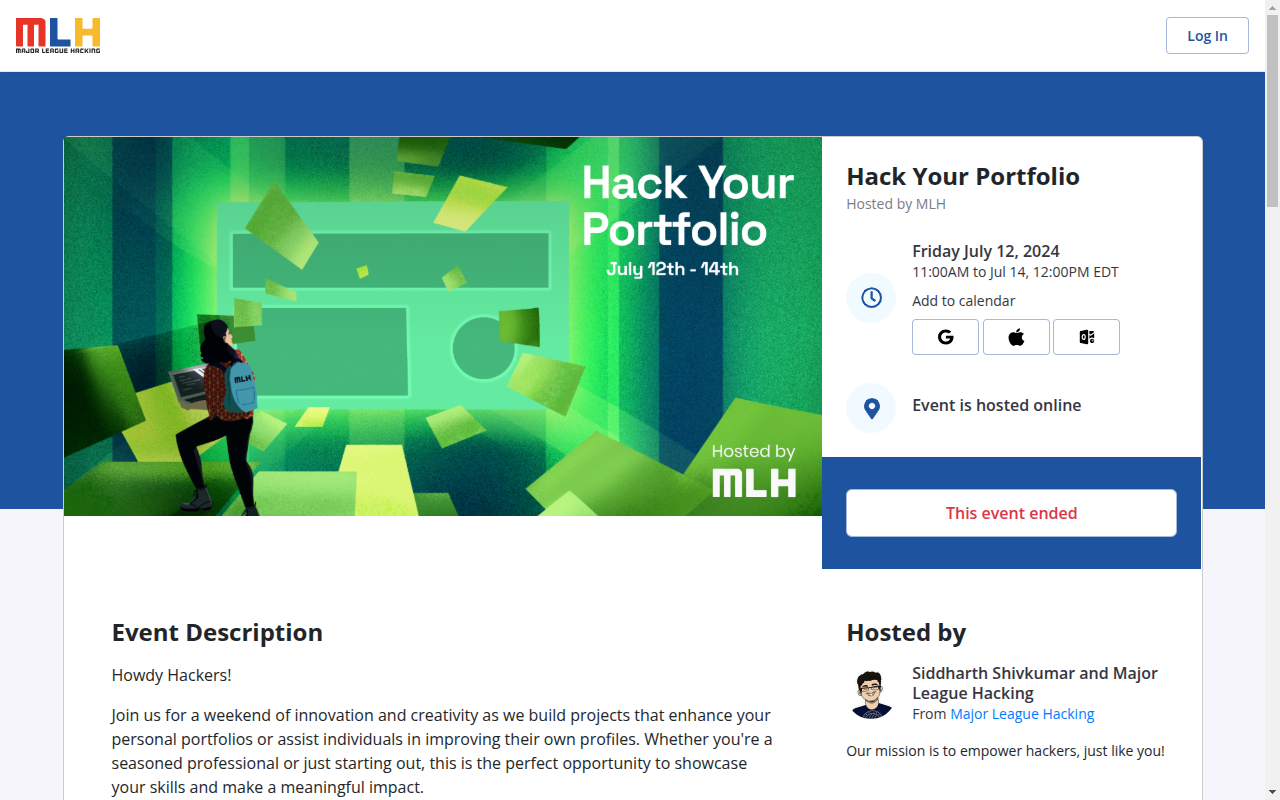 MLH
MAJOR LEAGUE HACKING
Log In
Hack Your
Portfolio
July 12th - 14th
MLH
Hosted by
MLH
Hack Your Portfolio
Hosted by MLH
Friday July 12, 2024
11:00AM to Jul 14, 12:00PM EDT
Add to calendar
Event is hosted online
This event ended
Event Description
Howdy Hackers!
Join us for a weekend of innovation and creativity as we build projects that enhance your
personal portfolios or assist individuals in improving their own profiles. Whether you're a
seasoned professional or just starting out, this is the perfect opportunity to showcase
your skills and make a meaningful impact.
Hosted by
Siddharth Shivkumar and Major
League Hacking
From Major League Hacking
Our mission is to empower hackers, just like you!